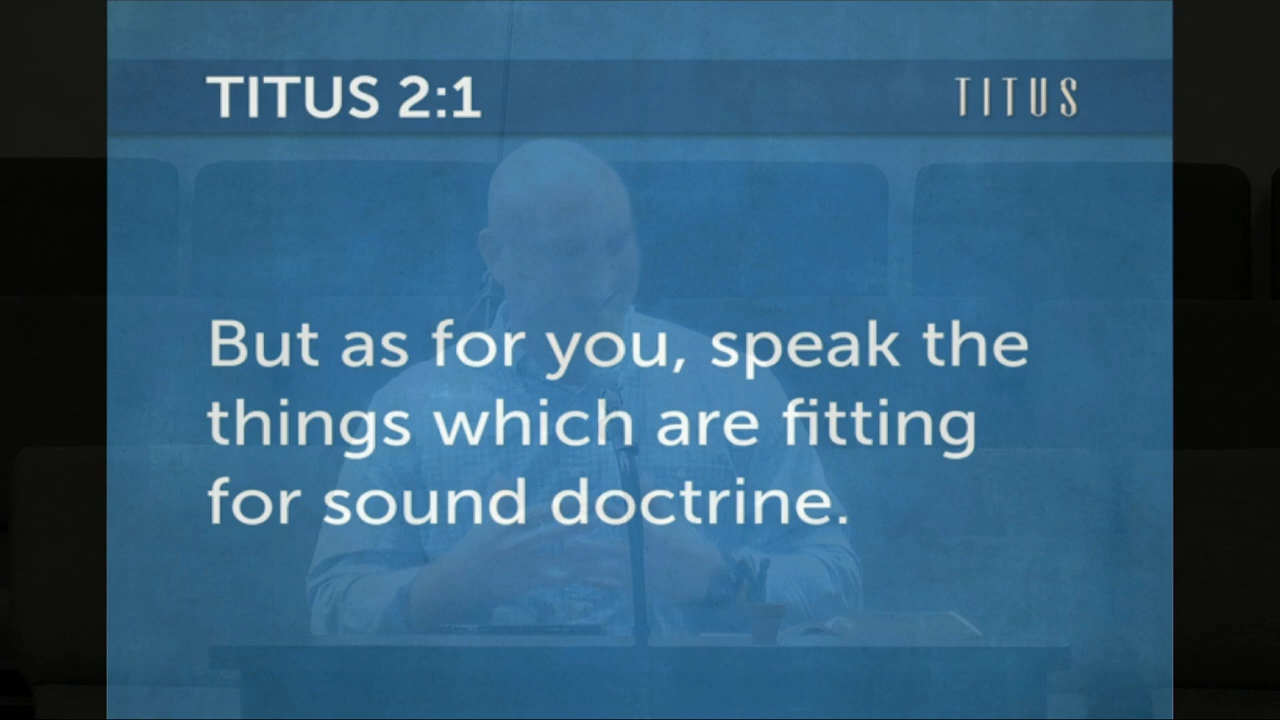 TITUS 2:1
TITUS
But as for you, speak the
things which are fitting
for sound doctrine.